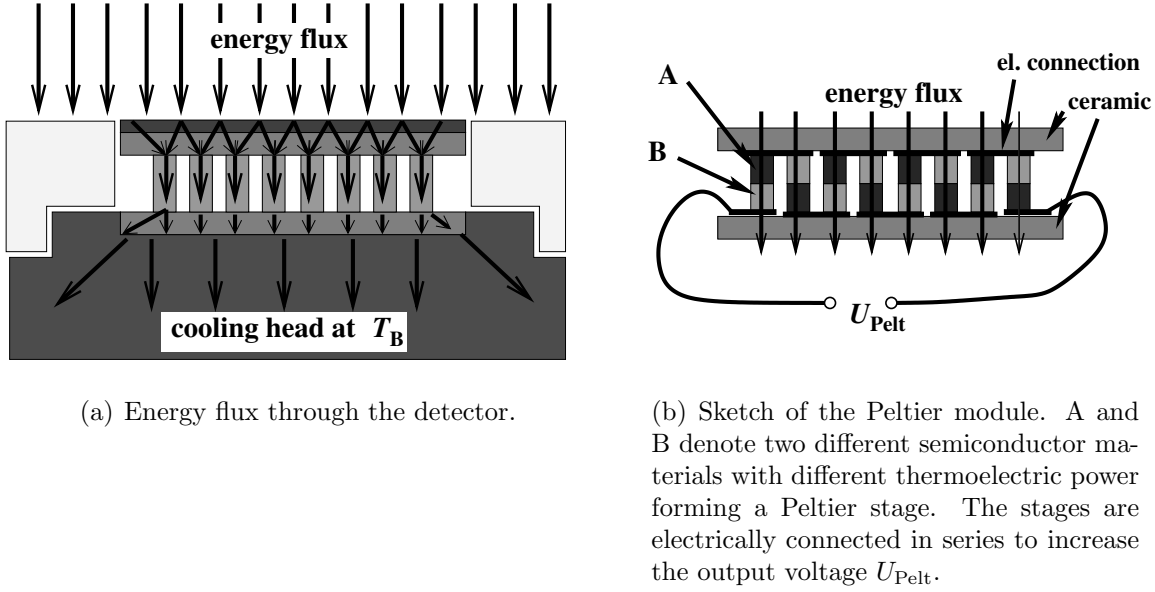 energy flux
cooling head at T_B
(a) Energy flux through the detector.
A
B
el. connection
energy flux
ceramic
U_Pelt
(b) Sketch of the Peltier module. A and
B denote two different semiconductor ma-
terials with different thermoelectric power
forming a Peltier stage. The stages are
electrically connected in series to increase
the output voltage U_Pelt.